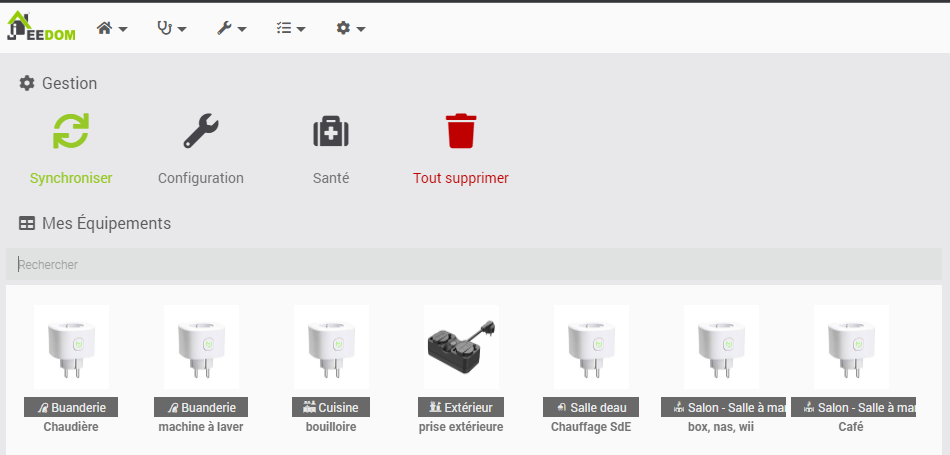 EEDOM
Gestion
Synchroniser Configuration Santé Tout supprimer
Mes Équipements
Rechercher
Buanderie Buanderie Cuisine Extérieur Salle deau Salon - Salle à ma Salon - Salle à ma
Chaudière machine à laver bouilloire prise extérieure Chauffage SdE box, nas, wii Café